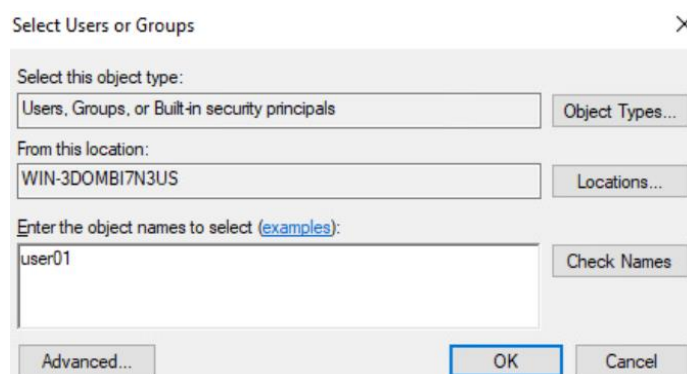 Select Users or Groups
Select this object type:
Users, Groups, or Built-in security principals
Object Types...
From this location:
WIN-3DOMBI7N3US
Locations...
Enter the object names to select (examples):
user01
Check Names
Advanced...
OK
Cancel